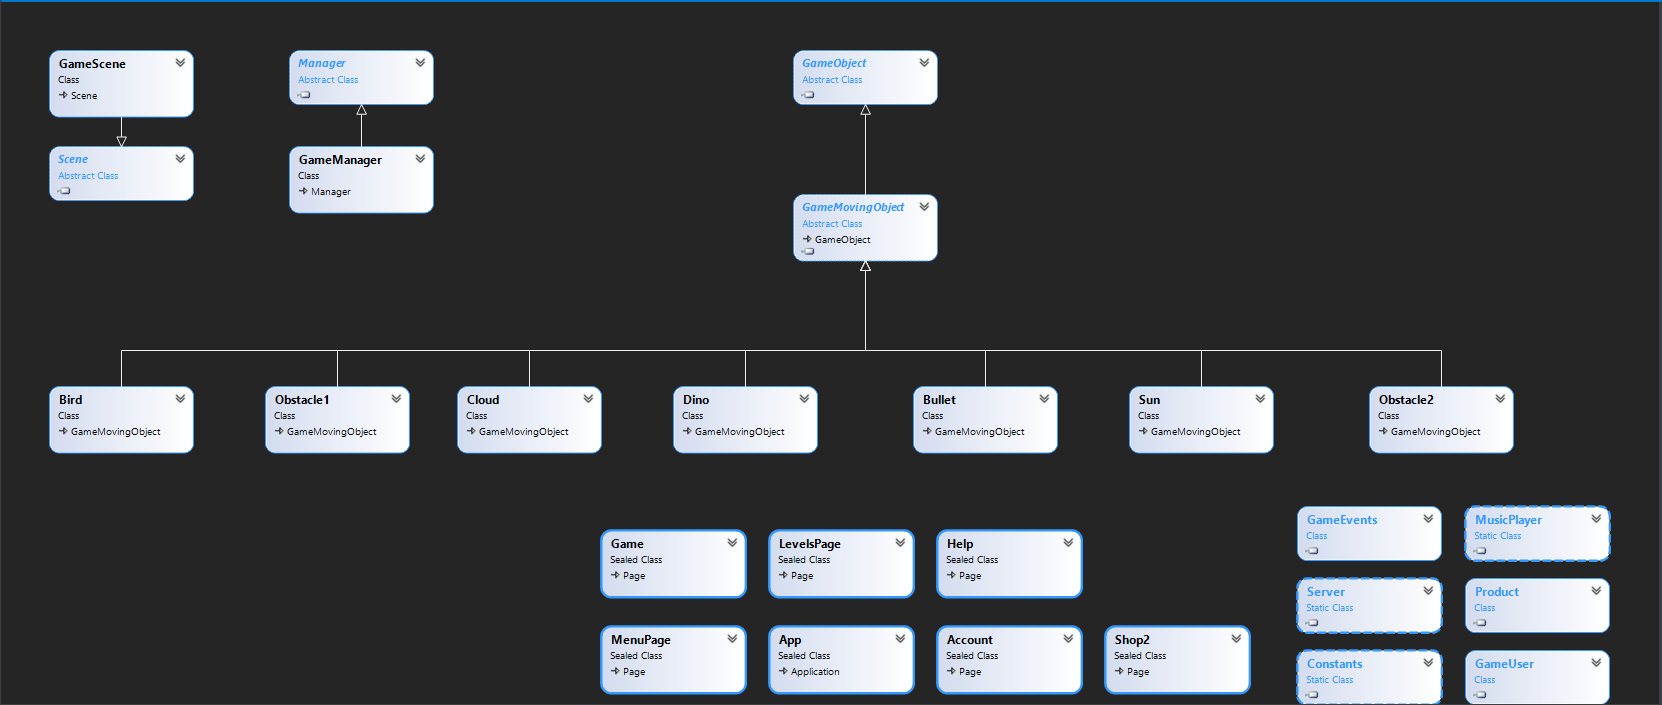 GameScene
Class
Scene
Manager
Abstract Class
GameObject
Abstract Class
Scene
Abstract Class
GameManager
Class
Manager
GameMovingObject
Abstract Class
GameObject
Bird
Class
GameMovingObject
Obstacle1
Class
GameMovingObject
Cloud
Class
GameMovingObject
Dino
Class
GameMovingObject
Bullet
Class
GameMovingObject
Sun
Class
GameMovingObject
Obstacle2
Class
GameMovingObject
Game
Sealed Class
Page
LevelsPage
Sealed Class
Page
Help
Sealed Class
Page
GameEvents
Class
MusicPlayer
Static Class
Server
Static Class
Product
Class
MenuPage
Sealed Class
Page
App
Sealed Class
Application
Account
Sealed Class
Page
Shop2
Sealed Class
Page
Constants
Static Class
GameUser
Class